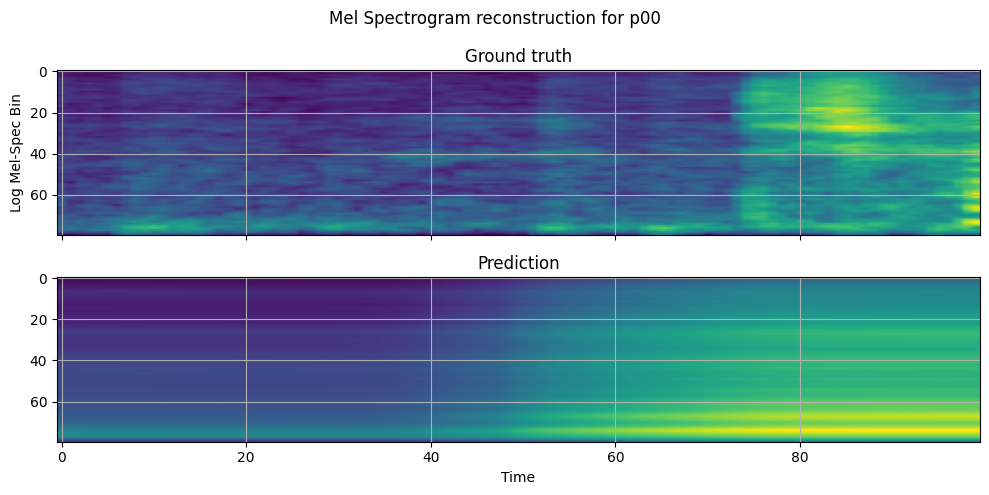 Mel Spectrogram reconstruction for p00
Ground truth
0
20
40
60
Log Mel-Spec Bin
Prediction
0
20
40
60
0 20 40 60 80
Time